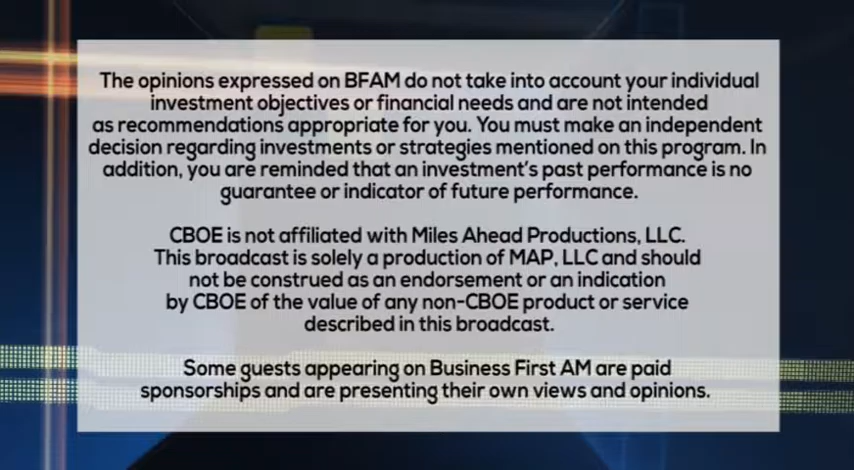 The opinions expressed on BFAM do not take into account your individual
investment objectives or financial needs and are not intended
as recommendations appropriate for you. You must make an independent
decision regarding investments or strategies mentioned on this program. In
addition, you are reminded that an investment's past performance is no
guarantee or indicator of future performance.
CBOE is not affiliated with Miles Ahead Productions, LLC.
This broadcast is solely a production of MAP, LLC and should
not be construed as an endorsement or an indication
by CBOE of the value of any non-CBOE product or service
described in this broadcast.
Some guests appearing on Business First AM are paid
sponsorships and are presenting their own views and opinions.